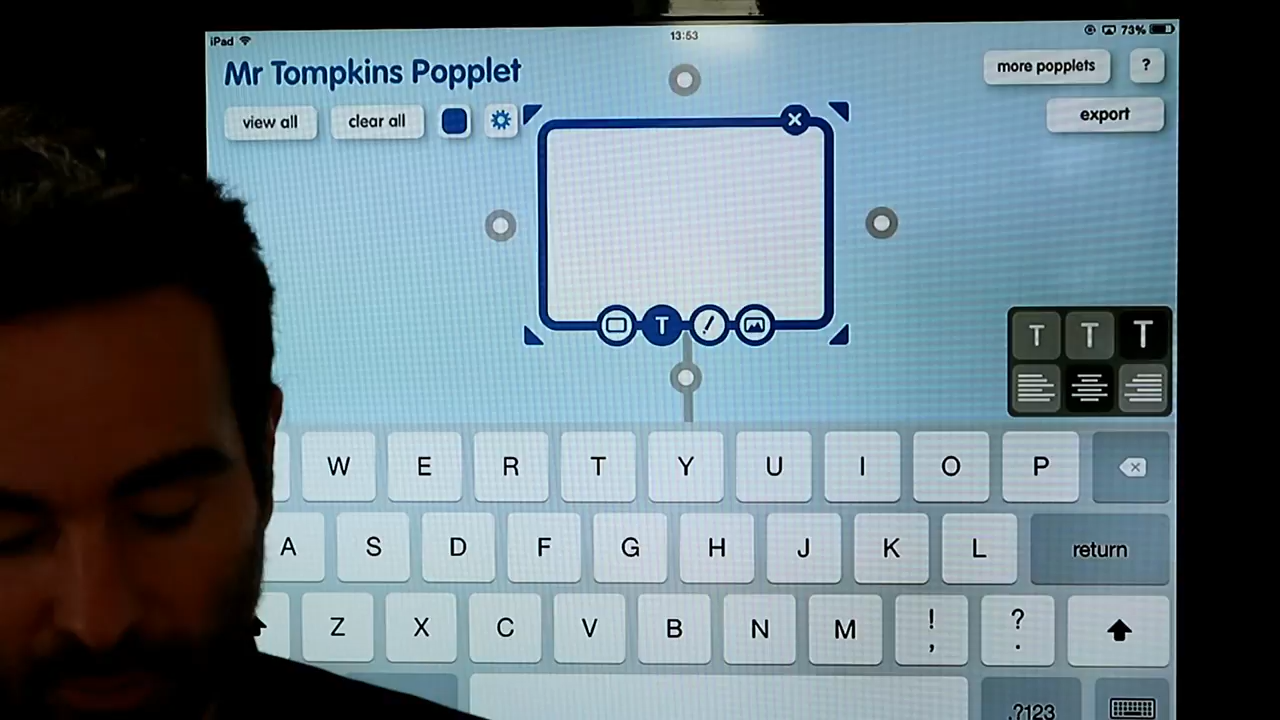 iPad 13:53 73%
Mr Tompkins Popplet more popplets ?
view all clear all export
T
T T T
W E R T Y U I O P
A S D F G H J K L return
Z X C V B N M ! , ? .
.?123